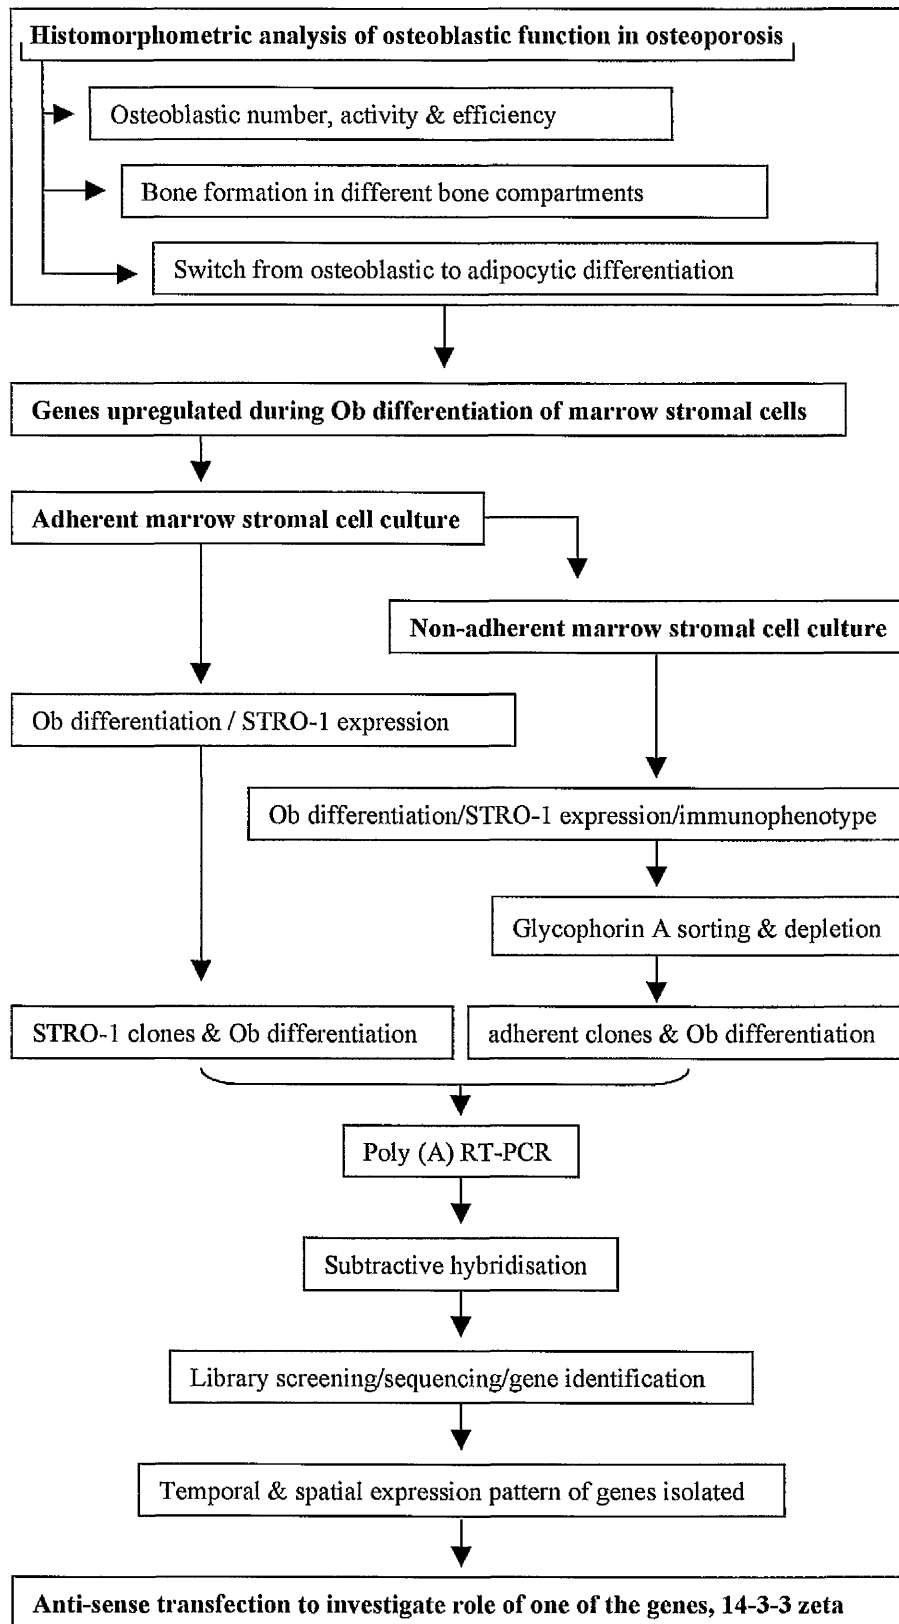 Histomorphometric analysis of osteoblastic function in osteoporosis
Osteoblastic number, activity & efficiency
Bone formation in different bone compartments
Switch from osteoblastic to adipocytic differentiation
Genes upregulated during Ob differentiation of marrow stromal cells
Adherent marrow stromal cell culture
Non-adherent marrow stromal cell culture
Ob differentiation / STRO-1 expression
Ob differentiation/STRO-1 expression/immunophenotype
Glycophorin A sorting & depletion
STRO-1 clones & Ob differentiation
adherent clones & Ob differentiation
Poly (A) RT-PCR
Subtractive hybridisation
Library screening/sequencing/gene identification
Temporal & spatial expression pattern of genes isolated
Anti-sense transfection to investigate role of one of the genes, 14-3-3 zeta